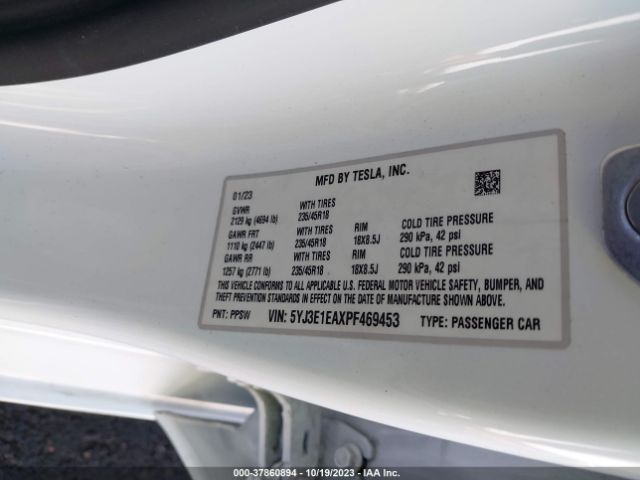 MFD BY TESLA, INC.
01/23
GVWR WITH TIRES
2129 kg (4694 lb) 235/45R18
GAWR FRT WITH TIRES RIM COLD TIRE PRESSURE
1110 kg (2447 lb) 235/45R18 18X8.5J 290 kPa, 42 psi
GAWR RR WITH TIRES RIM COLD TIRE PRESSURE
1257 kg (2771 lb) 235/45R18 18X8.5J 290 kPa, 42 psi
THIS VEHICLE CONFORMS TO ALL APPLICABLE U.S. FEDERAL MOTOR VEHICLE SAFETY, BUMPER, AND
THEFT PREVENTION STANDARDS IN EFFECT ON THE DATE OF MANUFACTURE SHOWN ABOVE.
PNT: PPSW VIN: 5YJ3E1EAXPF469453 TYPE: PASSENGER CAR
000-37860894 - 10/19/2023 - IAA Inc.